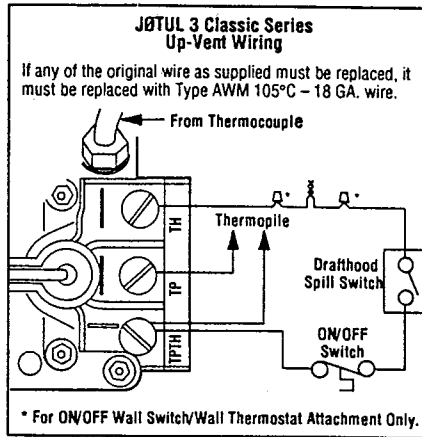 JØTUL 3 Classic Series
Up-Vent Wiring
If any of the original wire as supplied must be replaced, it
must be replaced with Type AWM 105°C – 18 GA. wire.
From Thermocouple
TH
* *
Thermopile
TP
Drafthood
Spill Switch
TPTH
ON/OFF
Switch
* For ON/OFF Wall Switch/Wall Thermostat Attachment Only.